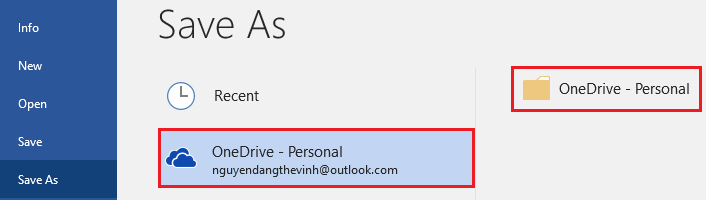 Info
New
Open
Save
Save As
Save As
Recent
OneDrive - Personal
nguyendangthevinh@outlook.com
OneDrive - Personal